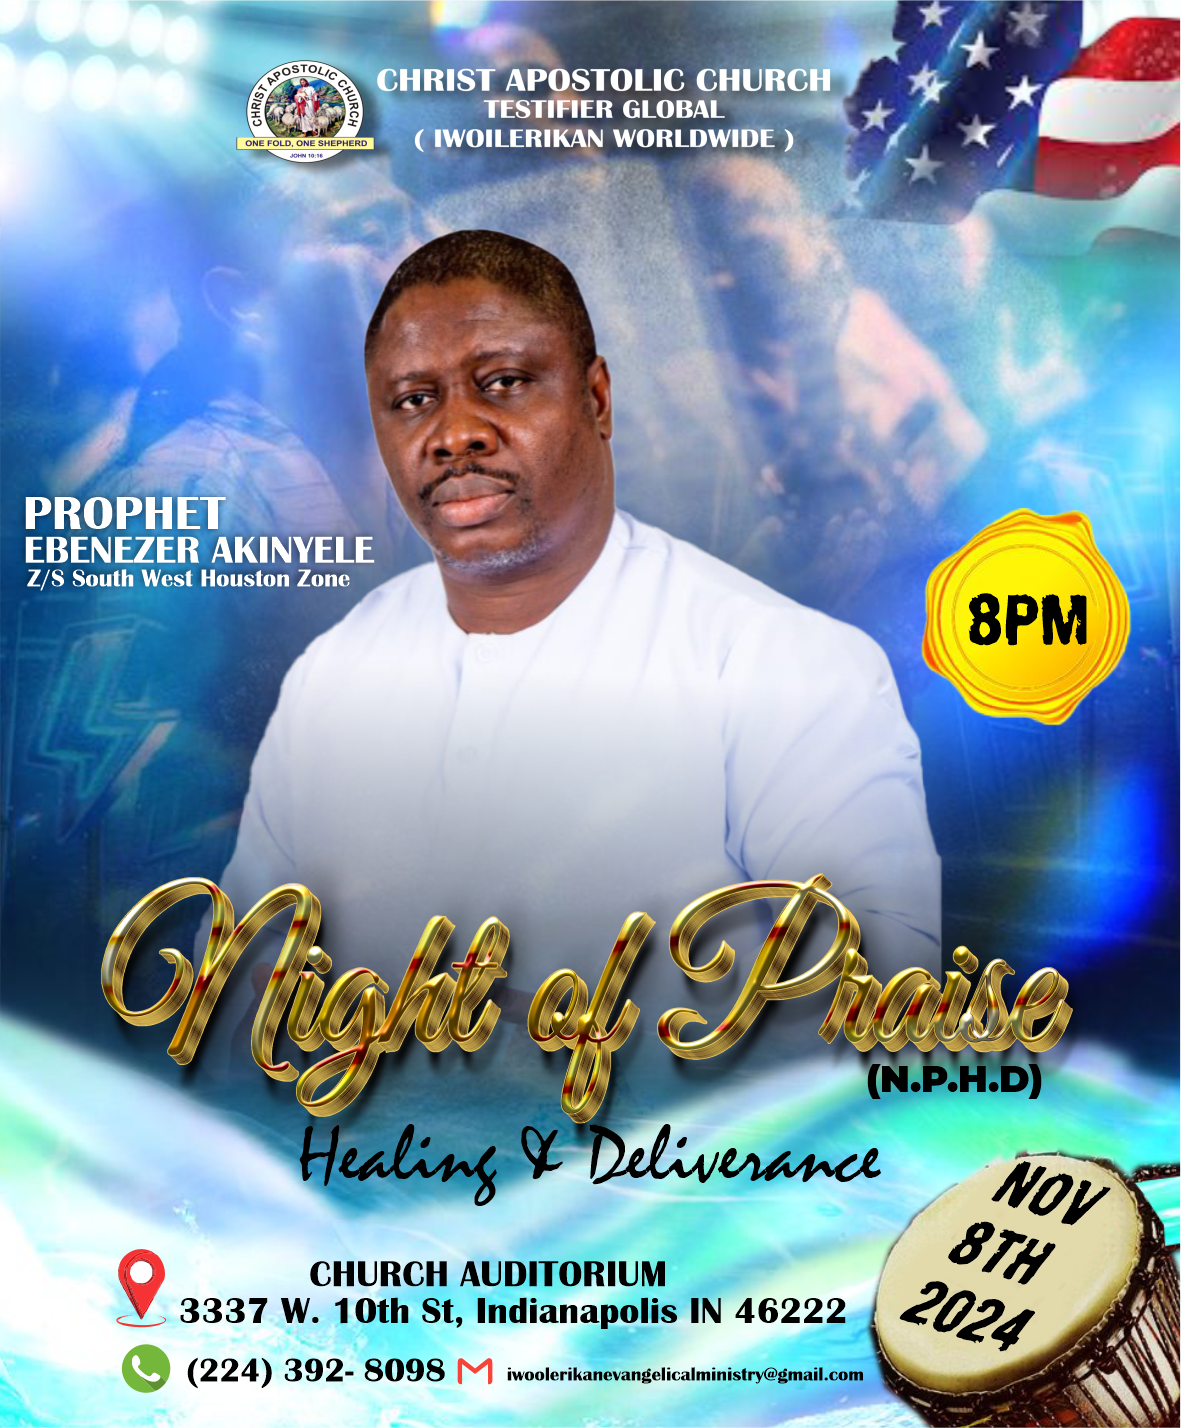 CHRIST APOSTOLIC CHURCH
ONE FOLD, ONE SHEPHERD
JOHN 10:16
CHRIST APOSTOLIC CHURCH
TESTIFIER GLOBAL
( IWOILERIKAN WORLDWIDE )
PROPHET
EBENEZER AKINYELE
Z/S South West Houston Zone
8PM
Night of Praise
(N.P.H.D)
Healing & Deliverance
NOV
8TH
2024
CHURCH AUDITORIUM
3337 W. 10th St, Indianapolis IN 46222
(224) 392- 8098
iwoolerikanevangelicalministry@gmail.com